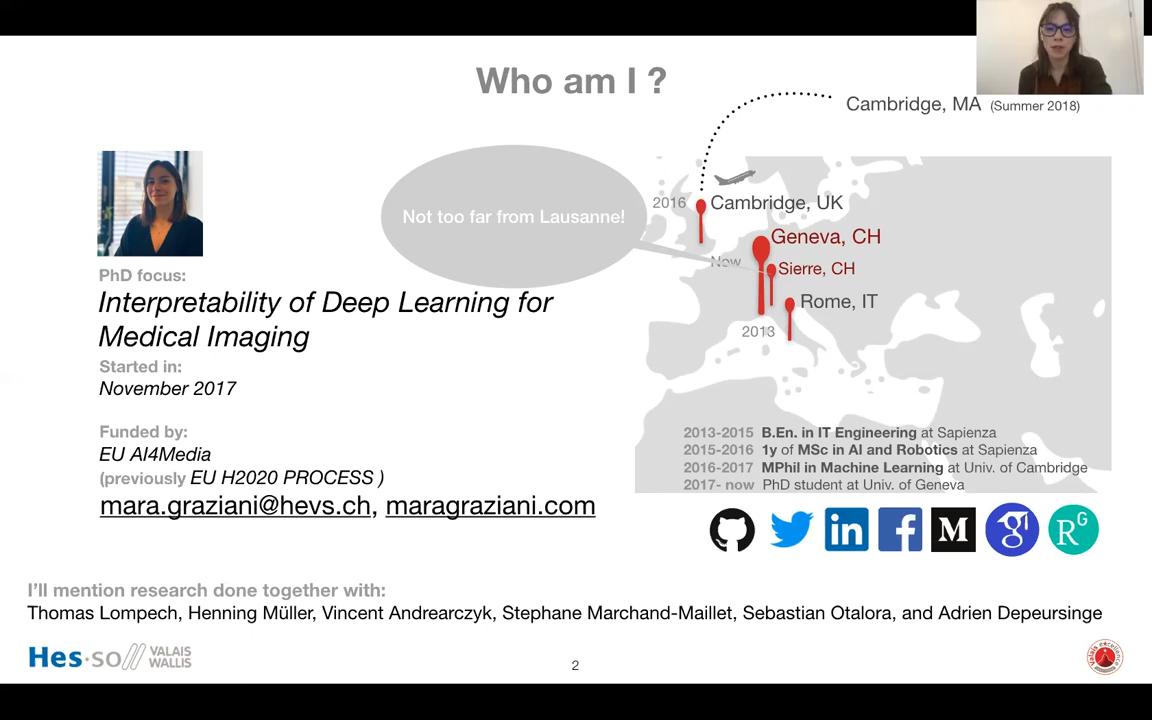 Who am I ?
Cambridge, MA (Summer 2018)
Not too far from Lausanne!
2016 Cambridge, UK
Geneva, CH
Now Sierre, CH
Rome, IT
2013
PhD focus:
Interpretability of Deep Learning for
Medical Imaging
Started in:
November 2017
Funded by:
EU AI4Media
(previously EU H2020 PROCESS )
mara.graziani@hevs.ch, maragraziani.com
2013-2015 B.En. in IT Engineering at Sapienza
2015-2016 1y of MSc in AI and Robotics at Sapienza
2016-2017 MPhil in Machine Learning at Univ. of Cambridge
2017- now PhD student at Univ. of Geneva
in f M g RG
I'll mention research done together with:
Thomas Lompech, Henning Müller, Vincent Andrearczyk, Stephane Marchand-Maillet, Sebastian Otalora, and Adrien Depeursinge
Hes·so VALAIS
WALLIS
2
Valais excellence